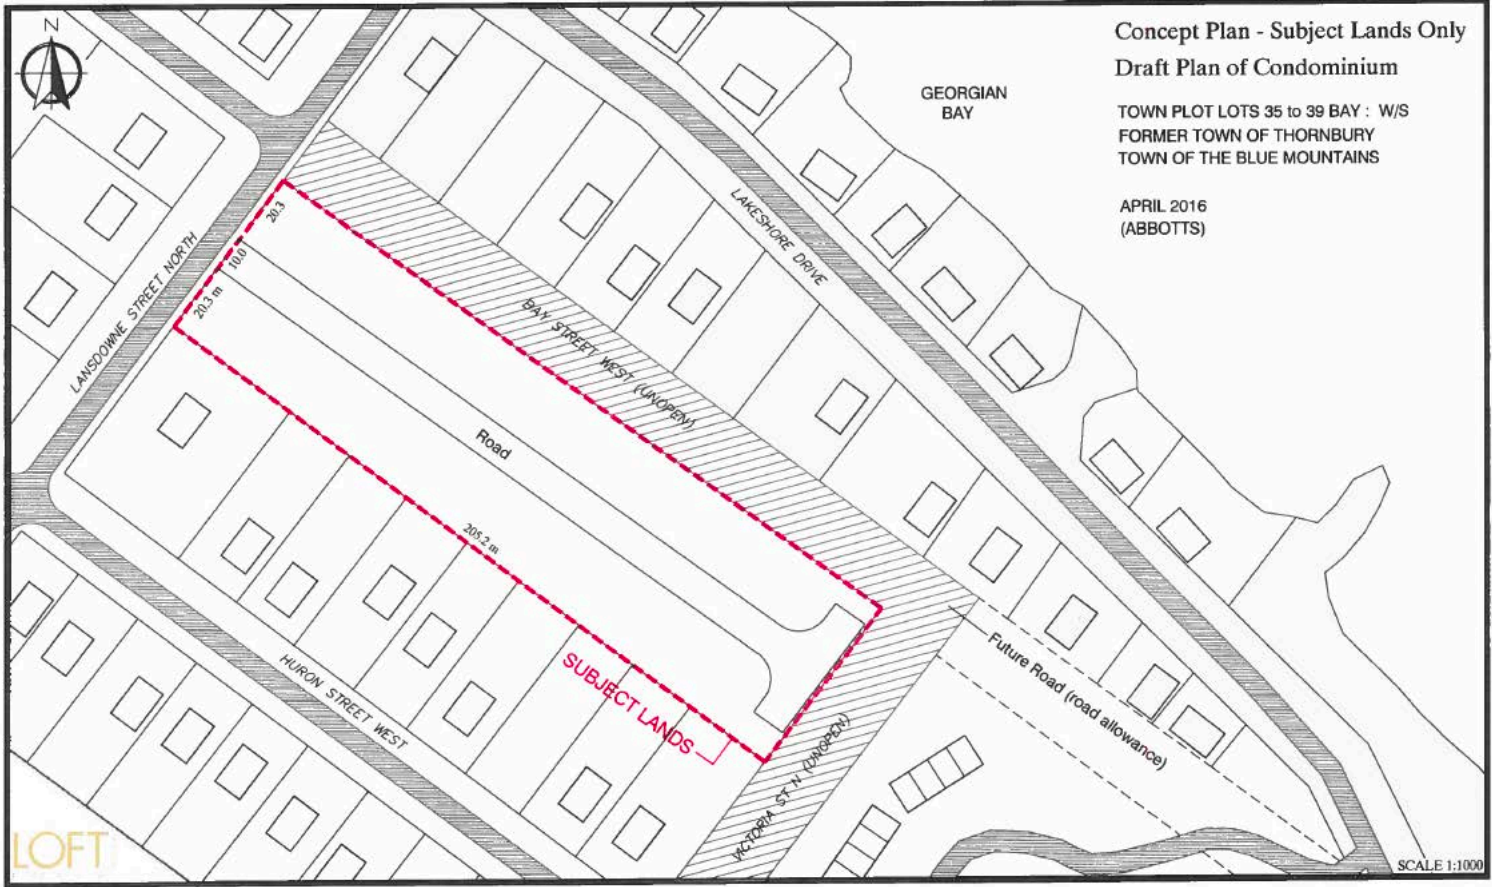 N
Concept Plan - Subject Lands Only
Draft Plan of Condominium
TOWN PLOT LOTS 35 to 39 BAY : W/S
FORMER TOWN OF THORNBURY
TOWN OF THE BLUE MOUNTAINS
APRIL 2016
(ABBOTTS)
GEORGIAN
BAY
LAKESHORE DRIVE
LANSDOWNE STREET NORTH
20.3
10.0
20.3 m
BAY STREET WEST (UNOPEN)
Road
205.2 m
SUBJECT LANDS
HURON STREET WEST
VICTORIA ST N (UNOPEN)
Future Road (road allowance)
LOFT
SCALE 1:1000